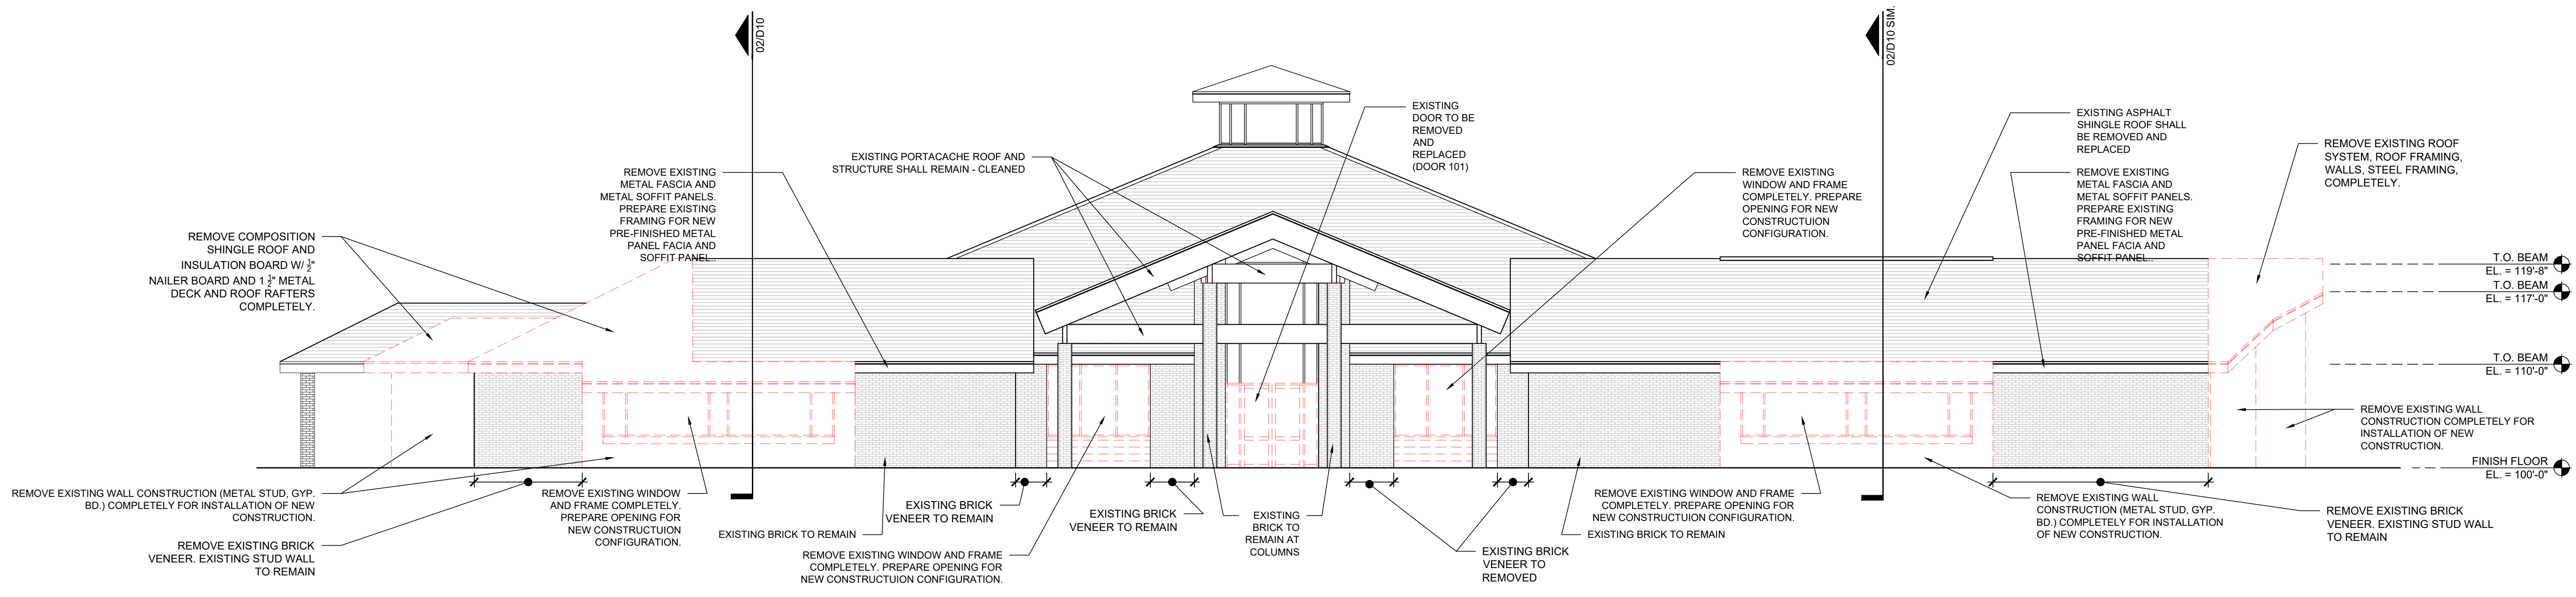 02/D10
02/D10 SIM.
EXISTING
DOOR TO BE
REMOVED
AND
REPLACED
(DOOR 101)
EXISTING ASPHALT
SHINGLE ROOF SHALL
BE REMOVED AND
REPLACED
REMOVE EXISTING ROOF
SYSTEM, ROOF FRAMING,
WALLS, STEEL FRAMING,
COMPLETELY.
EXISTING PORTACACHE ROOF AND
STRUCTURE SHALL REMAIN - CLEANED
REMOVE EXISTING
METAL FASCIA AND
METAL SOFFIT PANELS.
PREPARE EXISTING
FRAMING FOR NEW
PRE-FINISHED METAL
PANEL FACIA AND
SOFFIT PANEL..
REMOVE EXISTING
WINDOW AND FRAME
COMPLETELY. PREPARE
OPENING FOR NEW
CONSTRUCTUION
CONFIGURATION.
REMOVE EXISTING
METAL FASCIA AND
METAL SOFFIT PANELS.
PREPARE EXISTING
FRAMING FOR NEW
PRE-FINISHED METAL
PANEL FACIA AND
SOFFIT PANEL..
REMOVE COMPOSITION
SHINGLE ROOF AND
INSULATION BOARD W/ 1/2"
NAILER BOARD AND 1 1/2" METAL
DECK AND ROOF RAFTERS
COMPLETELY.
T.O. BEAM
EL. = 119'-8"
T.O. BEAM
EL. = 117'-0"
T.O. BEAM
EL. = 110'-0"
REMOVE EXISTING WALL
CONSTRUCTION COMPLETELY FOR
INSTALLATION OF NEW
CONSTRUCTION.
FINISH FLOOR
EL. = 100'-0"
REMOVE EXISTING WALL CONSTRUCTION (METAL STUD, GYP.
BD.) COMPLETELY FOR INSTALLATION OF NEW
CONSTRUCTION.
REMOVE EXISTING BRICK
VENEER. EXISTING STUD WALL
TO REMAIN
REMOVE EXISTING WINDOW
AND FRAME COMPLETELY.
PREPARE OPENING FOR
NEW CONSTRUCTUION
CONFIGURATION.
EXISTING BRICK TO REMAIN
EXISTING BRICK
VENEER TO REMAIN
REMOVE EXISTING WINDOW AND FRAME
COMPLETELY. PREPARE OPENING FOR
NEW CONSTRUCTUION CONFIGURATION.
EXISTING BRICK
VENEER TO REMAIN
EXISTING
BRICK TO
REMAIN AT
COLUMNS
EXISTING BRICK
VENEER TO
REMOVED
REMOVE EXISTING WINDOW AND FRAME
COMPLETELY. PREPARE OPENING FOR
NEW CONSTRUCTUION CONFIGURATION.
EXISTING BRICK TO REMAIN
REMOVE EXISTING WALL
CONSTRUCTION (METAL STUD, GYP.
BD.) COMPLETELY FOR INSTALLATION
OF NEW CONSTRUCTION.
REMOVE EXISTING BRICK
VENEER. EXISTING STUD WALL
TO REMAIN